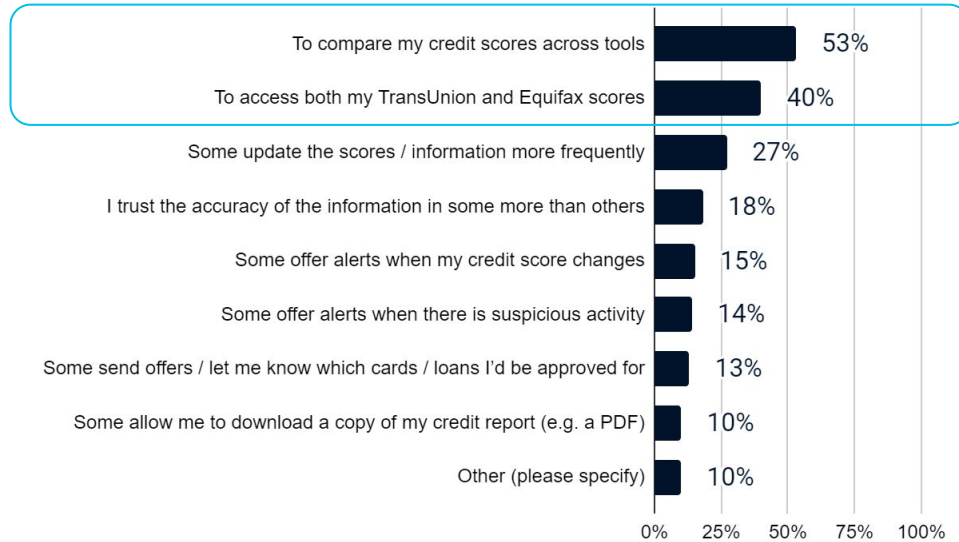 To compare my credit scores across tools 53%
To access both my TransUnion and Equifax scores 40%
Some update the scores / information more frequently 27%
I trust the accuracy of the information in some more than others 18%
Some offer alerts when my credit score changes 15%
Some offer alerts when there is suspicious activity 14%
Some send offers / let me know which cards / loans I’d be approved for 13%
Some allow me to download a copy of my credit report (e.g. a PDF) 10%
Other (please specify) 10%
0% 25% 50% 75% 100%